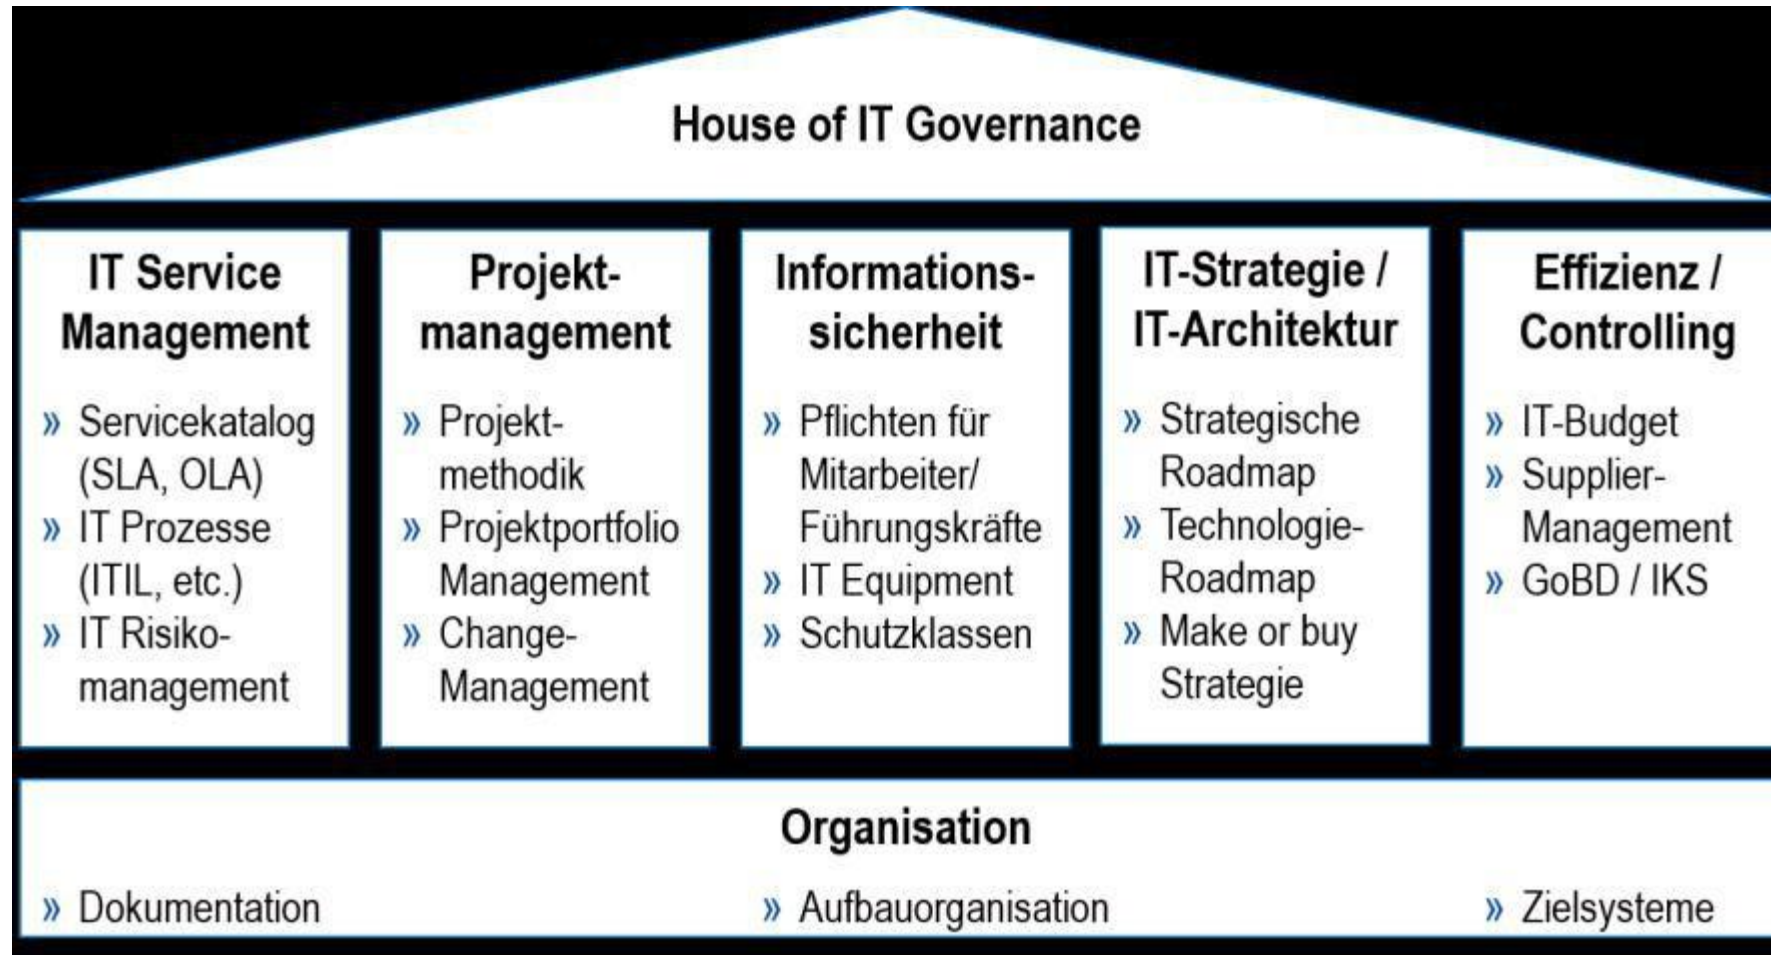 House of IT Governance
IT Service
Management
» Servicekatalog
(SLA, OLA)
» IT Prozesse
(ITIL, etc.)
» IT Risiko-
management
Projekt-
management
» Projekt-
methodik
» Projektportfolio
Management
» Change-
Management
Informations-
sicherheit
» Pflichten für
Mitarbeiter/
Führungskräfte
» IT Equipment
» Schutzklassen
IT-Strategie /
IT-Architektur
» Strategische
Roadmap
» Technologie-
Roadmap
» Make or buy
Strategie
Effizienz /
Controlling
» IT-Budget
» Supplier-
Management
» GoBD / IKS
Organisation
» Dokumentation
» Aufbauorganisation
» Zielsysteme